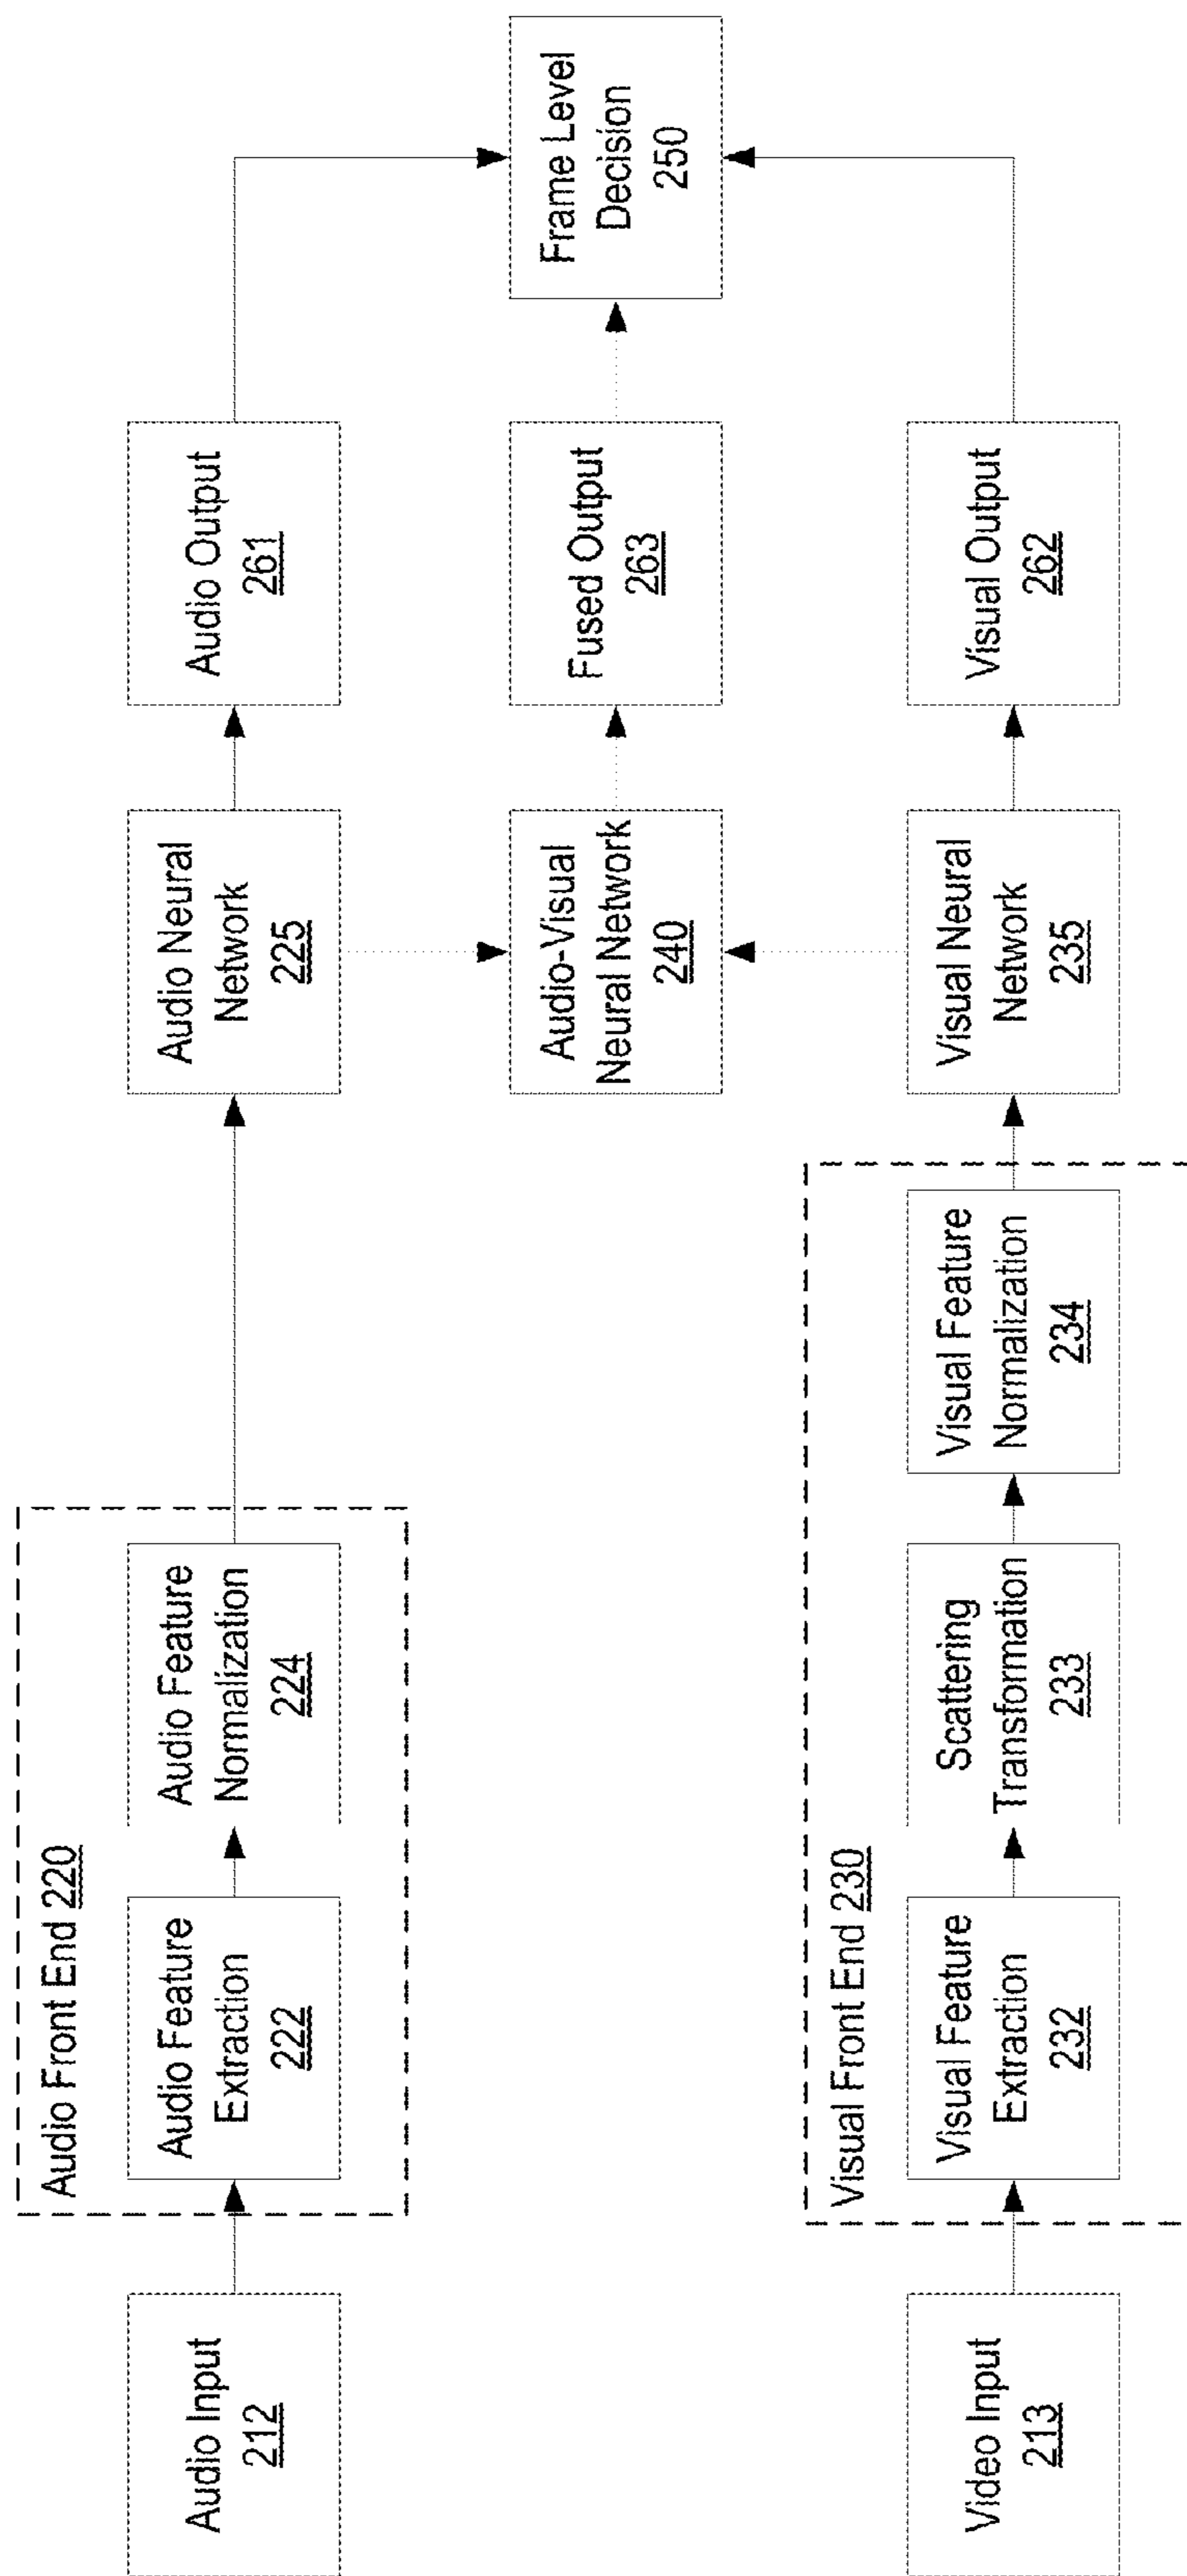 Audio Input
212
Audio Front End 220
Audio Feature
Extraction
222
Audio Feature
Normalization
224
Audio Neural
Network
225
Audio Output
261
Audio-Visual
Neural Network
240
Fused Output
263
Frame Level
Decision
250
Video Input
213
Visual Front End 230
Visual Feature
Extraction
232
Scattering
Transformation
233
Visual Feature
Normalization
234
Visual Neural
Network
235
Visual Output
262